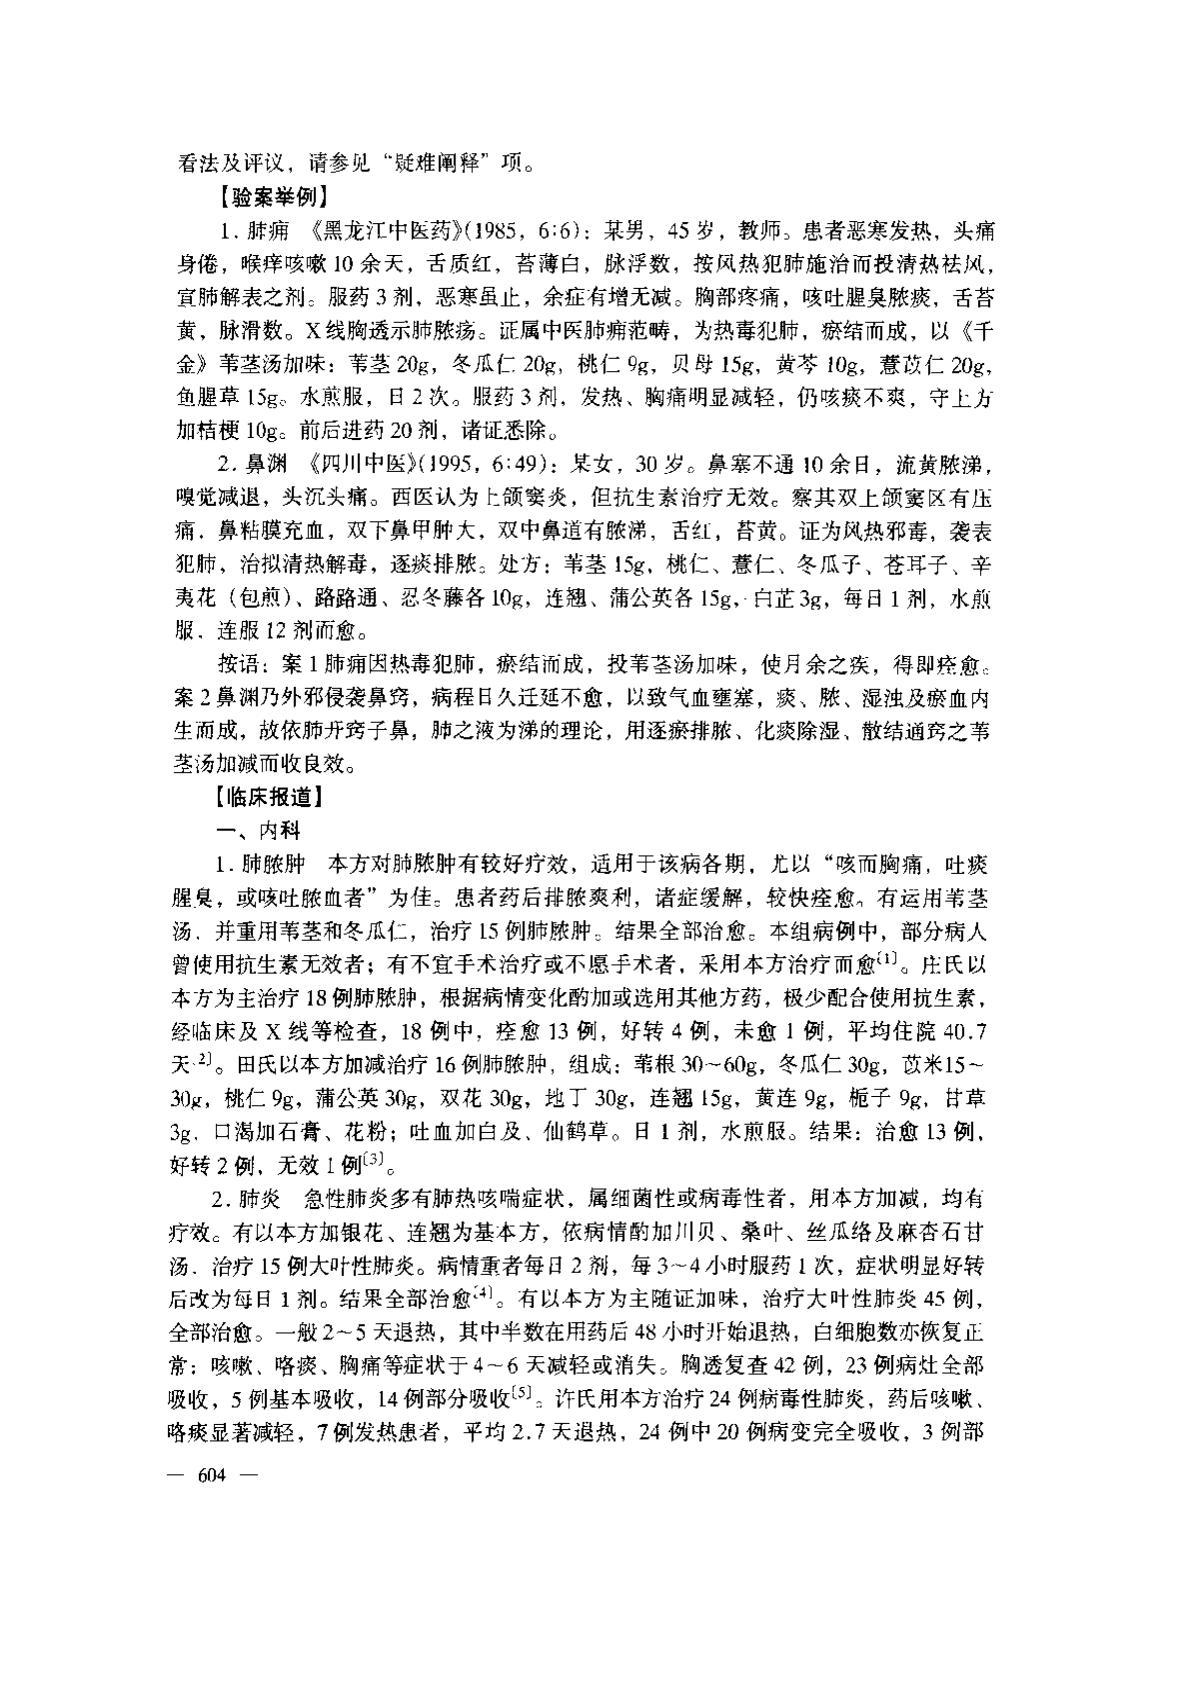 看法及评议，请参见“疑难阐释”项。
【验案举例】
1. 肺痈　《黑龙江中医药》(1985，6:6)：某男，45 岁，教师。患者恶寒发热，头痛
身倦，喉痒咳嗽 10 余天，舌质红，苔薄白，脉浮数，按风热犯肺施治而投清热祛风，
宣肺解表之剂。服药 3 剂，恶寒虽止，余症有增无减。胸部疼痛，咳吐腥臭脓痰，舌苔
黄，脉滑数。X 线胸透示肺脓疡。证属中医肺痈范畴，为热毒犯肺，瘀结而成，以《千
金》苇茎汤加味：苇茎 20g，冬瓜仁 20g，桃仁 9g，贝母 15g，黄芩 10g，薏苡仁 20g，
鱼腥草 15g。水煎服，日 2 次。服药 3 剂，发热、胸痛明显减轻，仍咳痰不爽，守上方
加桔梗 10g。前后进药 20 剂，诸证悉除。
2. 鼻渊　《四川中医》(1995，6:49)：某女，30 岁。鼻塞不通 10 余日，流黄脓涕，
嗅觉减退，头沉头痛。西医认为上颌窦炎，但抗生素治疗无效。察其双上颌窦区有压
痛，鼻粘膜充血，双下鼻甲肿大，双中鼻道有脓涕，舌红，苔黄。证为风热邪毒，袭表
犯肺，治拟清热解毒，逐痰排脓。处方：苇茎 15g，桃仁、薏仁、冬瓜子、苍耳子、辛
夷花（包煎）、路路通、忍冬藤各 10g，连翘、蒲公英各 15g，白芷 3g，每日 1 剂，水煎
服，连服 12 剂而愈。
按语：案 1 肺痈因热毒犯肺，瘀结而成，投苇茎汤加味，使月余之疾，得即痊愈。
案 2 鼻渊乃外邪侵袭鼻窍，病程日久迁延不愈，以致气血壅塞，痰、脓、湿浊及瘀血内
生而成，故依肺开窍于鼻，肺之液为涕的理论，用逐瘀排脓、化痰除湿、散结通窍之苇
茎汤加减而收良效。
【临床报道】
一、内科
1. 肺脓肿　本方对肺脓肿有较好疗效，适用于该病各期，尤以“咳而胸痛，吐痰
腥臭，或咳吐脓血者”为佳。患者药后排脓爽利，诸症缓解，较快痊愈。有运用苇茎
汤，并重用苇茎和冬瓜仁，治疗 15 例肺脓肿。结果全部治愈。本组病例中，部分病人
曾使用抗生素无效者；有不宜手术治疗或不愿手术者，采用本方治疗而愈〔1〕。庄氏以
本方为主治疗 18 例肺脓肿，根据病情变化酌加或选用其他方药，极少配合使用抗生素，
经临床及 X 线等检查，18 例中，痊愈 13 例，好转 4 例，未愈 1 例，平均住院 40.7
天〔2〕。田氏以本方加减治疗 16 例肺脓肿，组成：苇根 30～60g，冬瓜仁 30g，苡米15～
30g，桃仁 9g，蒲公英 30g，双花 30g，地丁 30g，连翘 15g，黄连 9g，栀子 9g，甘草
3g，口渴加石膏、花粉；吐血加白及、仙鹤草。日 1 剂，水煎服。结果：治愈 13 例，
好转 2 例，无效 1 例〔3〕。
2. 肺炎　急性肺炎多有肺热咳喘症状，属细菌性或病毒性者，用本方加减，均有
疗效。有以本方加银花、连翘为基本方，依病情酌加川贝、桑叶、丝瓜络及麻杏石甘
汤，治疗 15 例大叶性肺炎。病情重者每日 2 剂，每 3～4 小时服药 1 次，症状明显好转
后改为每日 1 剂。结果全部治愈〔4〕。有以本方为主随证加味，治疗大叶性肺炎 45 例，
全部治愈。一般 2～5 天退热，其中半数在用药后 48 小时开始退热，白细胞数亦恢复正
常；咳嗽、咯痰、胸痛等症状于 4～6 天减轻或消失。胸透复查 42 例，23 例病灶全部
吸收，5 例基本吸收，14 例部分吸收〔5〕。许氏用本方治疗 24 例病毒性肺炎，药后咳嗽、
咯痰显著减轻，7 例发热患者，平均 2.7 天退热，24 例中 20 例病变完全吸收，3 例部
— 604 —